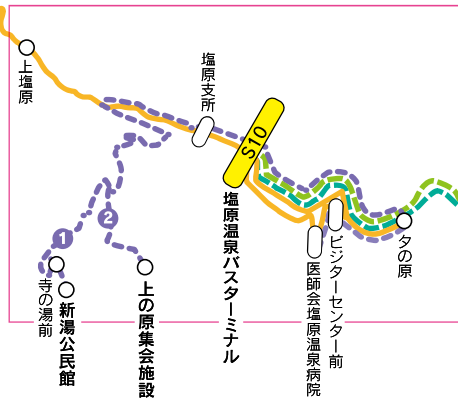 上塩原
塩原支所
S10
塩原温泉バスターミナル
1
2
寺の湯前
新湯公民館
上の原集会施設
医師会塩原温泉病院
ビジターセンター前
夕の原